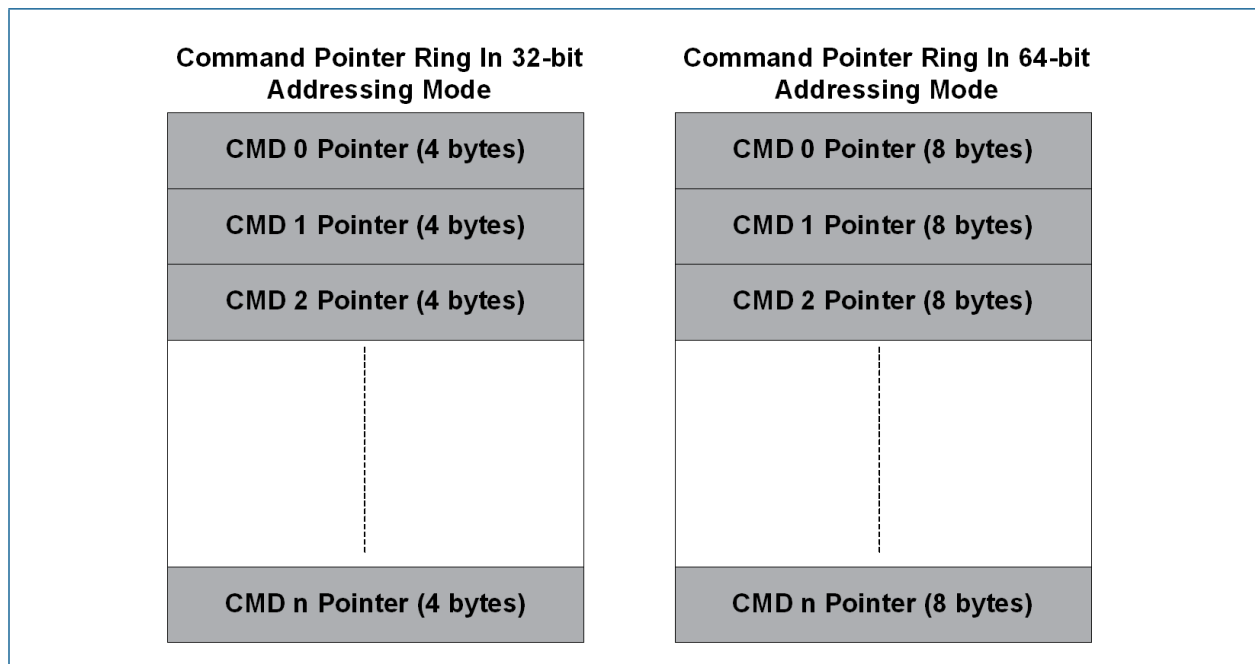 Command Pointer Ring In 32-bit
Addressing Mode
CMD 0 Pointer (4 bytes)
CMD 1 Pointer (4 bytes)
CMD 2 Pointer (4 bytes)
CMD n Pointer (4 bytes)
Command Pointer Ring In 64-bit
Addressing Mode
CMD 0 Pointer (8 bytes)
CMD 1 Pointer (8 bytes)
CMD 2 Pointer (8 bytes)
CMD n Pointer (8 bytes)